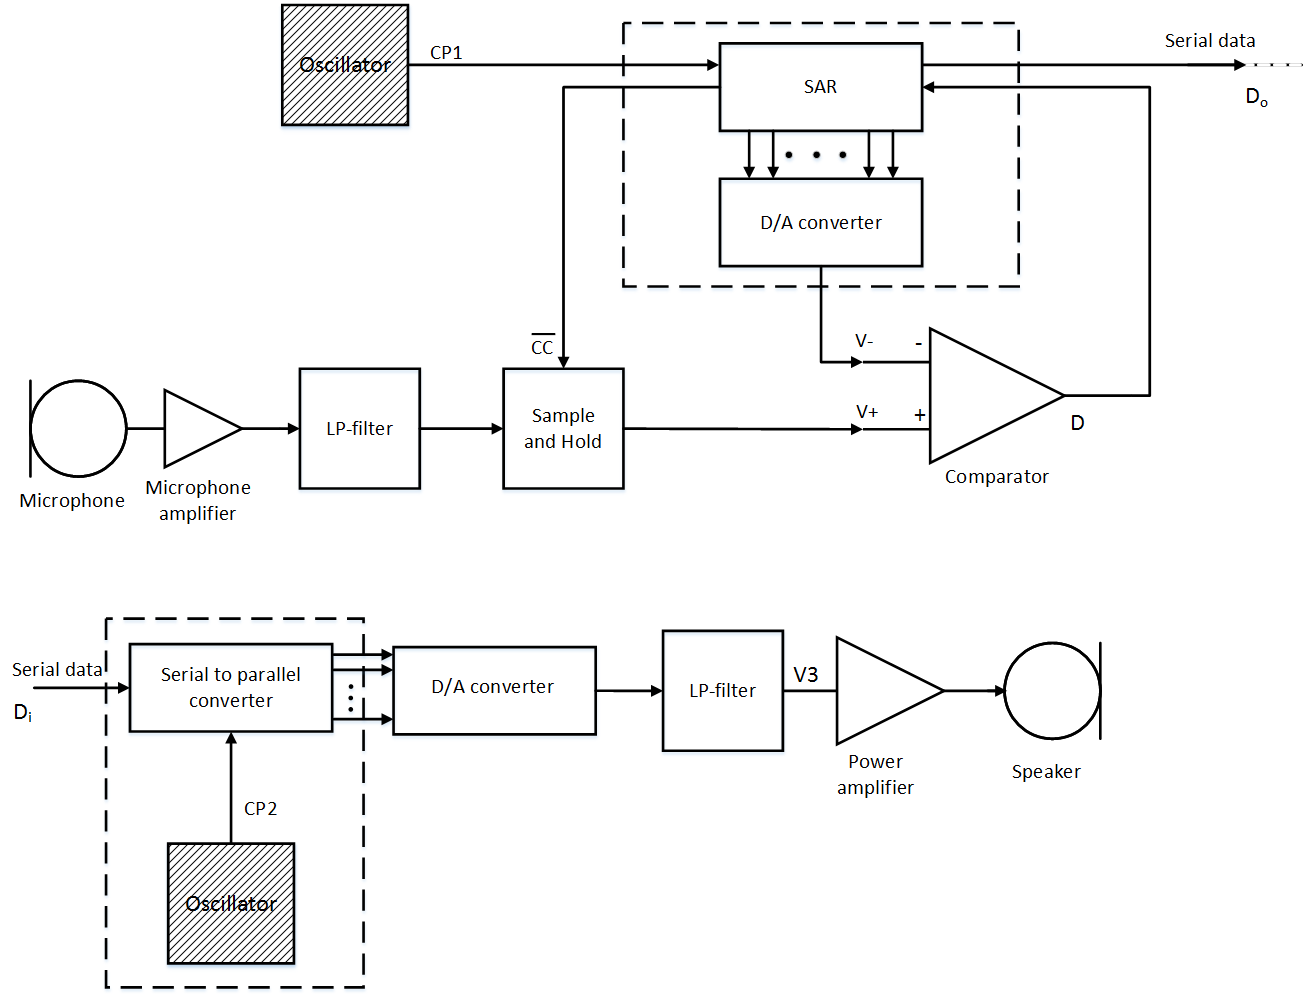 Oscillator
CP1
SAR
Serial data
Do
D/A converter
CC
V-
-
V+
+
D
Comparator
Sample
and Hold
LP-filter
Microphone
Microphone
amplifier
Serial data
Di
Serial to parallel
converter
D/A converter
LP-filter
V3
Power
amplifier
Speaker
CP2
Oscillator